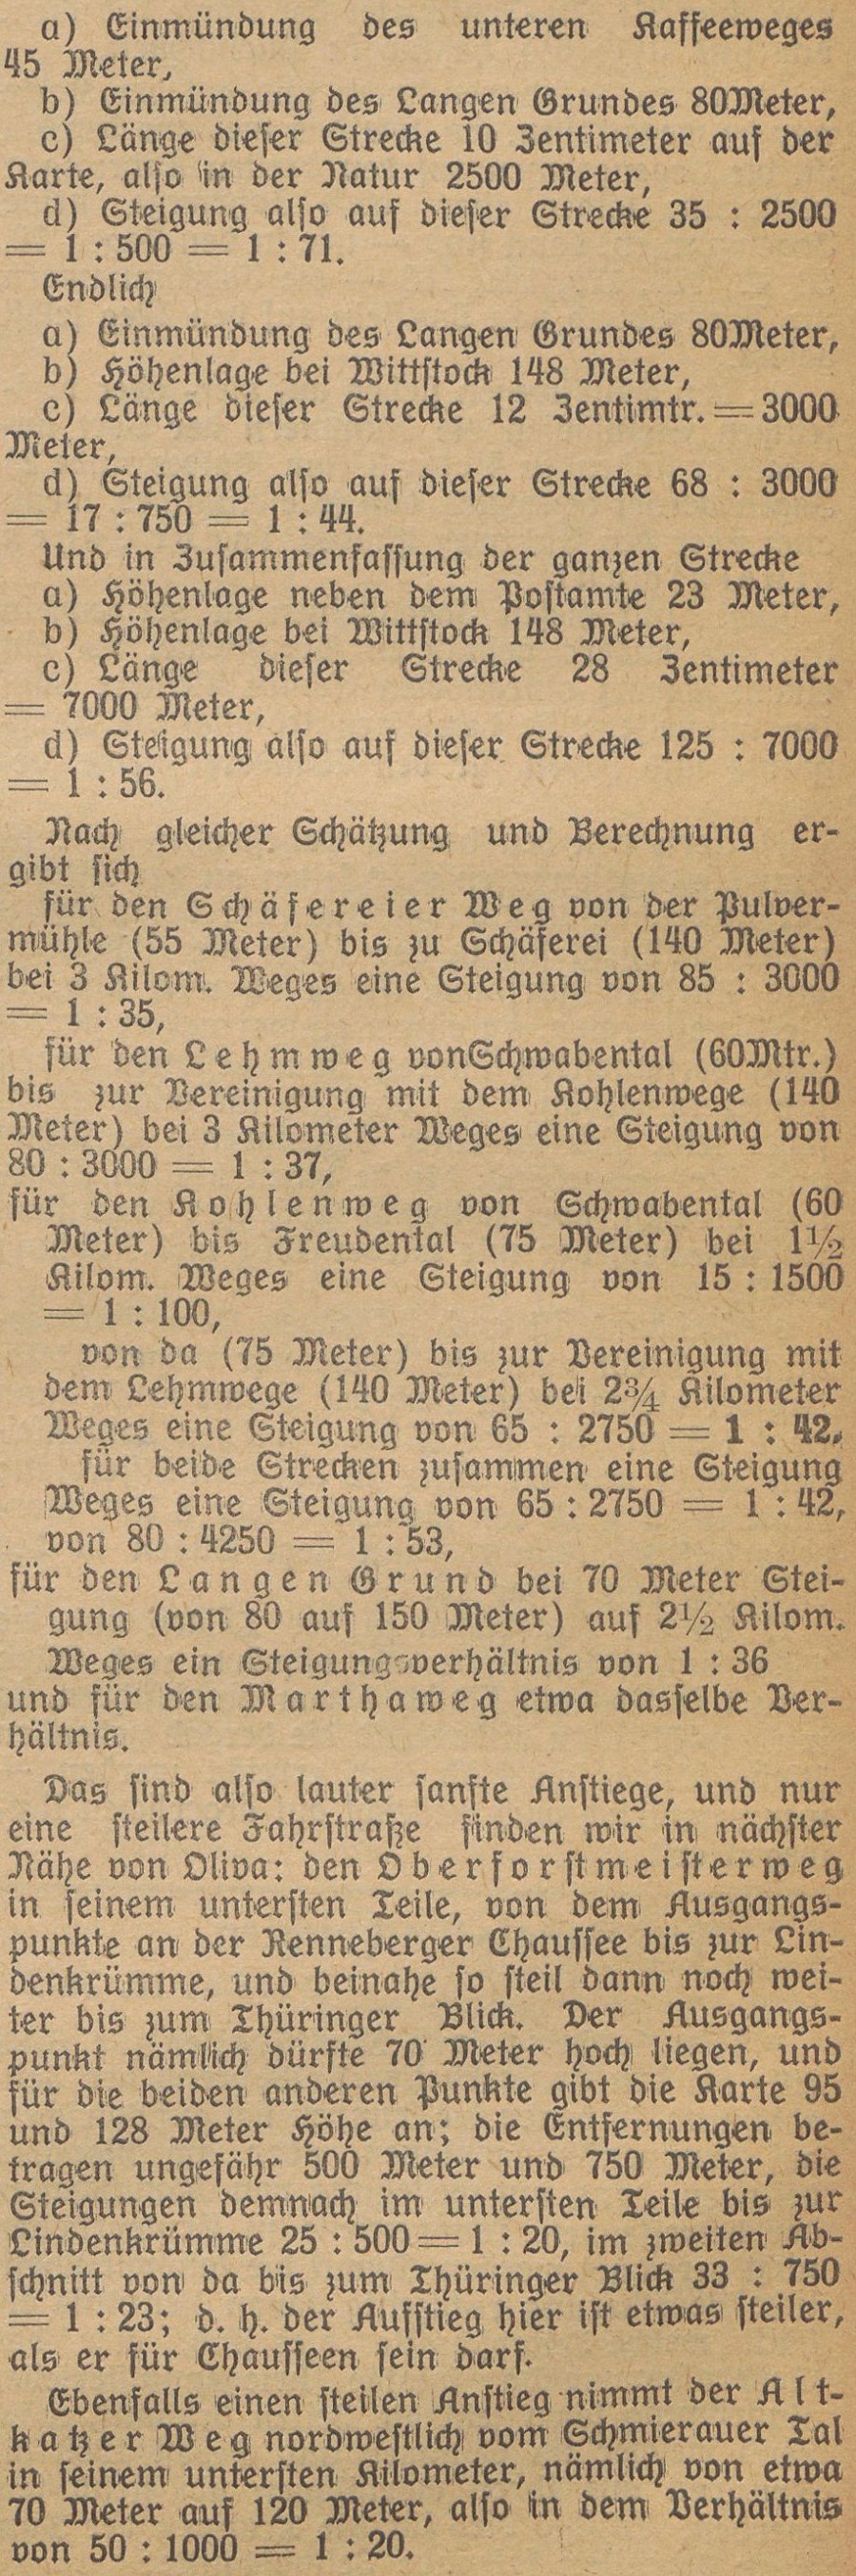 a) Einmündung des unteren Kaffeeweges
45 Meter,
b) Einmündung des Langen Grundes 80Meter,
c) Länge dieser Strecke 10 Zentimeter auf der
Karte, also in der Natur 2500 Meter,
d) Steigung also auf dieser Strecke 35 : 2500
= 1 : 500 = 1 : 71.
Endlich
a) Einmündung des Langen Grundes 80Meter,
b) Höhenlage bei Wittstock 148 Meter,
c) Länge dieser Strecke 12 Zentimtr. = 3000
Meter,
d) Steigung also auf dieser Strecke 68 : 3000
= 17 : 750 = 1 : 44.
Und in Zusammenfassung der ganzen Strecke
a) Höhenlage neben dem Postamte 23 Meter,
b) Höhenlage bei Wittstock 148 Meter,
c) Länge dieser Strecke 28 Zentimeter
= 7000 Meter,
d) Steigung also auf dieser Strecke 125 : 7000
= 1 : 56.
Nach gleicher Schätzung und Berechnung er-
gibt sich
für den Schäfereier Weg von der Pulver-
mühle (55 Meter) bis zu Schäferei (140 Meter)
bei 3 Kilom. Weges eine Steigung von 85 : 3000
= 1 : 35,
für den Lehmweg vonSchwabental (60Mtr.)
bis zur Vereinigung mit dem Kohlenwege (140
Meter) bei 3 Kilometer Weges eine Steigung von
80 : 3000 = 1 : 37,
für den Kohlenweg von Schwabental (60
Meter) bis Freudental (75 Meter) bei 1½
Kilom. Weges eine Steigung von 15 : 1500
= 1 : 100,
von da (75 Meter) bis zur Vereinigung mit
dem Lehmwege (140 Meter) bei 2¾ Kilometer
Weges eine Steigung von 65 : 2750 = 1 : 42.
für beide Strecken zusammen eine Steigung
Weges eine Steigung von 65 : 2750 = 1 : 42,
von 80 : 4250 = 1 : 53,
für den Langen Grund bei 70 Meter Stei-
gung (von 80 auf 150 Meter) auf 2½ Kilom.
Weges ein Steigungsverhältnis von 1 : 36
und für den Marthaweg etwa dasselbe Ver-
hältnis.
Das sind also lauter sanfte Anstiege, und nur
eine steilere Fahrstraße finden wir in nächster
Nähe von Oliva: den Oberforstmeisterweg
in seinem untersten Teile, von dem Ausgangs-
punkte an der Renneberger Chaussee bis zur Lin-
denkrümme, und beinahe so steil dann noch wei-
ter bis zum Thüringer Blick. Der Ausgangs-
punkt nämlich dürfte 70 Meter hoch liegen, und
für die beiden anderen Punkte gibt die Karte 95
und 128 Meter Höhe an; die Entfernungen be-
tragen ungefähr 500 Meter und 750 Meter, die
Steigungen demnach im untersten Teile bis zur
Lindenkrümme 25 : 500 = 1 : 20, im zweiten Ab-
schnitt von da bis zum Thüringer Blick 33 : 750
= 1 : 23; d. h. der Aufstieg hier ist etwas steiler,
als er für Chausseen sein darf.
Ebenfalls einen steilen Anstieg nimmt der Alt-
katzer Weg nordwestlich vom Schmierauer Tal
in seinem untersten Kilometer, nämlich von etwa
70 Meter auf 120 Meter, also in dem Verhältnis
von 50 : 1000 = 1 : 20.